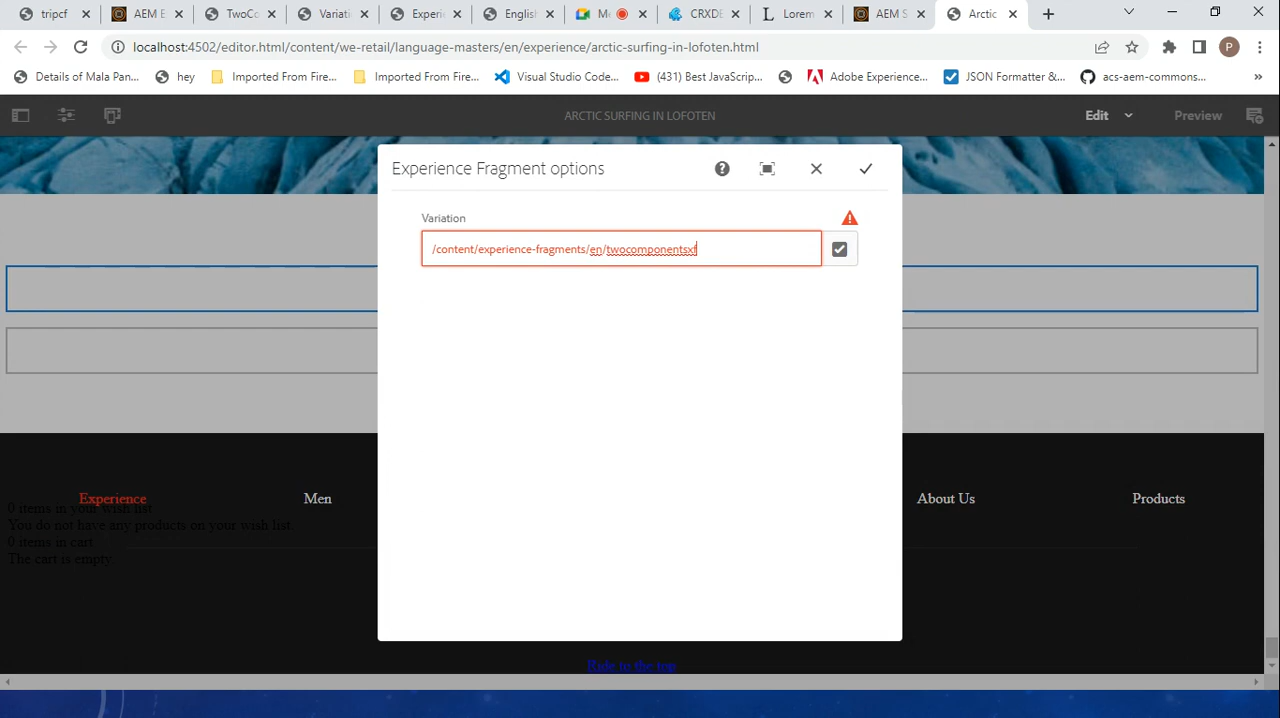 tripcf
AEM E
TwoCo
Variati
Experie
English
Me
CRXDE
Lorem
AEM S
Arctic
localhost:4502/editor.html/content/we-retail/language-masters/en/experience/arctic-surfing-in-lofoten.html
P
Details of Mala Pan...
hey
Imported From Fire...
Imported From Fire...
Visual Studio Code...
(431) Best JavaScrip...
Adobe Experience...
JSON Formatter &...
acs-aem-commons...
»
ARCTIC SURFING IN LOFOTEN
Edit
Preview
Experience Fragment options
Variation
/content/experience-fragments/en/twocomponentsxf
Experience
Men
About Us
Products
0 items in your wish list
You do not have any products on your wish list.
0 items in cart
The cart is empty
Ride to the top